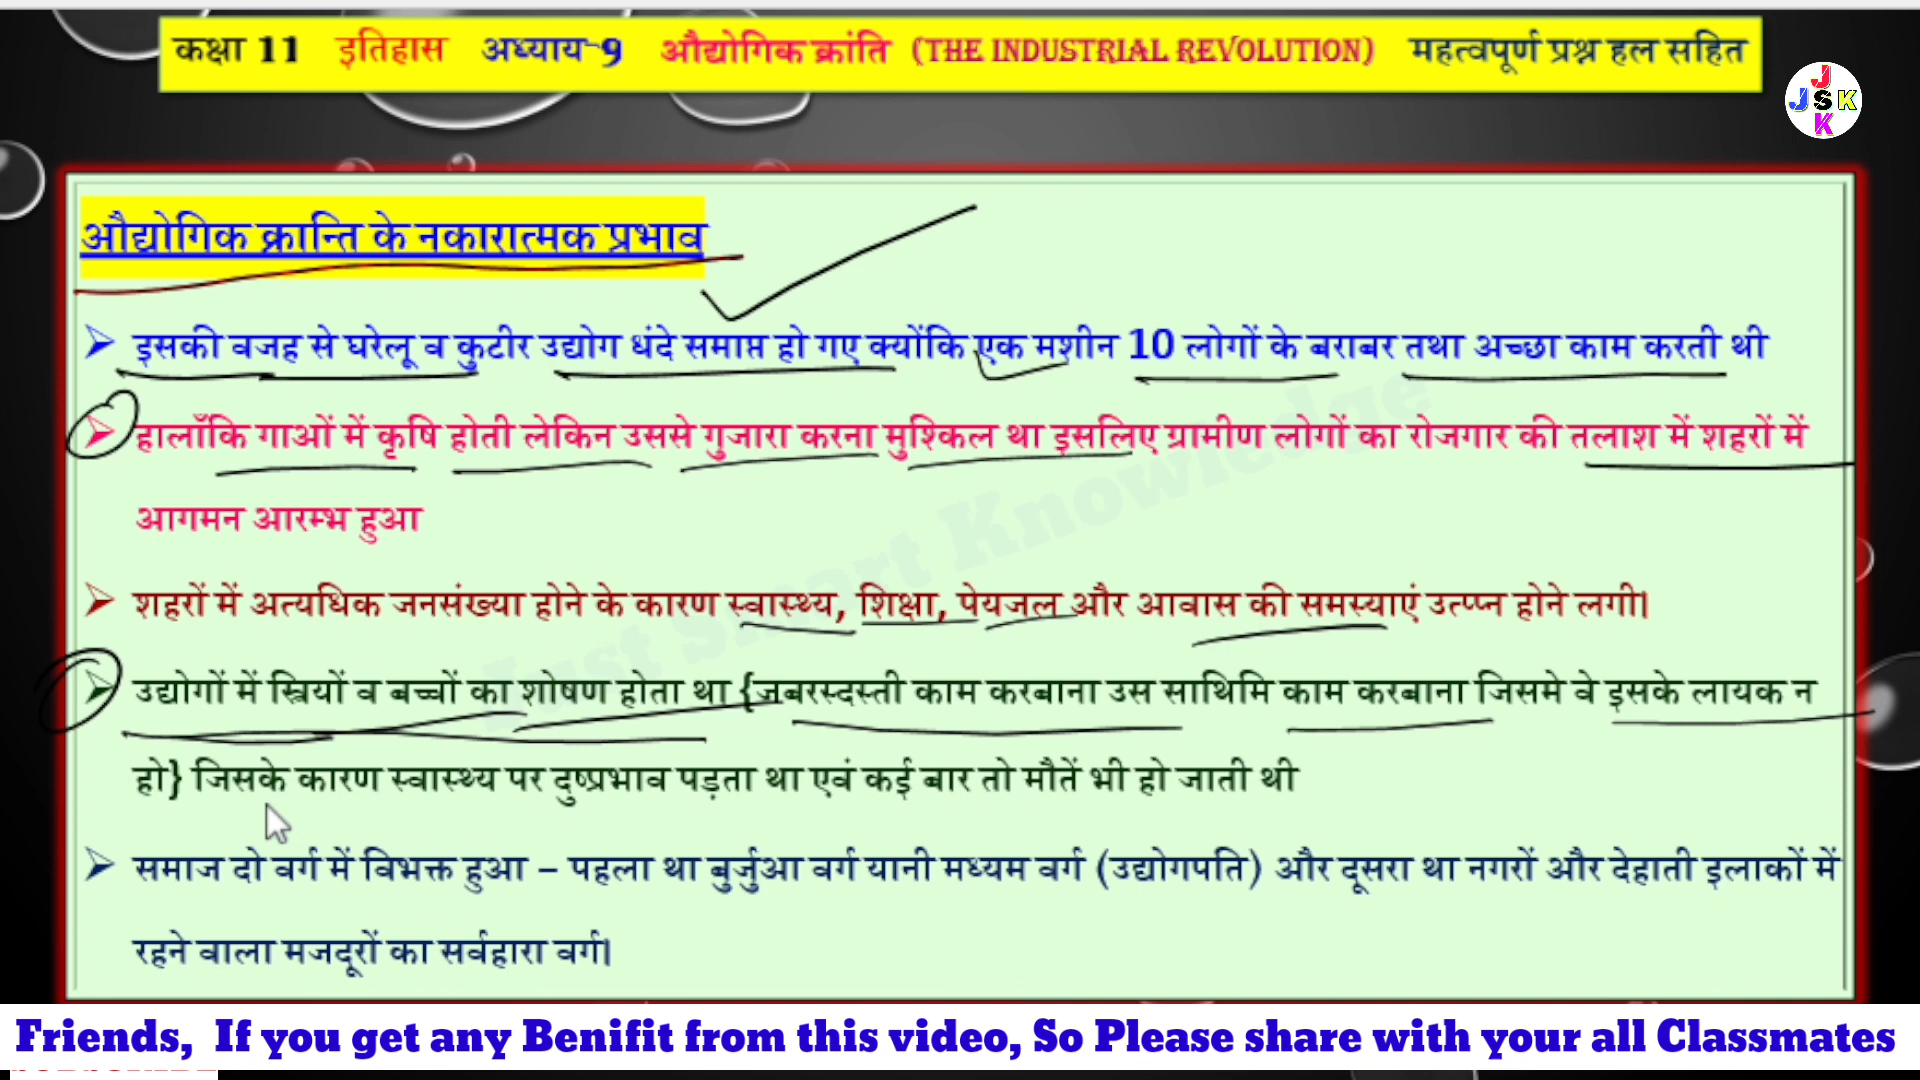 कक्षा 11 इतिहास अध्याय-9 औद्योगिक क्रांति (THE INDUSTRIAL REVOLUTION) महत्वपूर्ण प्रश्न हल सहित
J
J S K
K
औद्योगिक क्रान्ति के नकारात्मक प्रभाव
इसकी वजह से घरेलू व कुटीर उद्योग धंदे समाप्त हो गए क्योंकि एक मशीन 10 लोगों के बराबर तथा अच्छा काम करती थी
हालाँकि गाओं में कृषि होती लेकिन उससे गुजारा करना मुश्किल था इसलिए ग्रामीण लोगों का रोजगार की तलाश में शहरों में
आगमन आरम्भ हुआ
शहरों में अत्यधिक जनसंख्या होने के कारण स्वास्थ्य, शिक्षा, पेयजल और आवास की समस्याएं उत्प्न होने लगी।
उद्योगों में स्त्रियों व बच्चों का शोषण होता था {जबरस्दस्ती काम करबाना उस साथिमि काम करबाना जिसमे वे इसके लायक न
हो} जिसके कारण स्वास्थ्य पर दुष्प्रभाव पड़ता था एवं कई बार तो मौतें भी हो जाती थी
समाज दो वर्ग में विभक्त हुआ – पहला था बुर्जुआ वर्ग यानी मध्यम वर्ग (उद्योगपति) और दूसरा था नगरों और देहाती इलाकों में
रहने वाला मजदूरों का सर्वहारा वर्ग।
Just Smart Knowledge
Friends, If you get any Benifit from this video, So Please share with your all Classmates